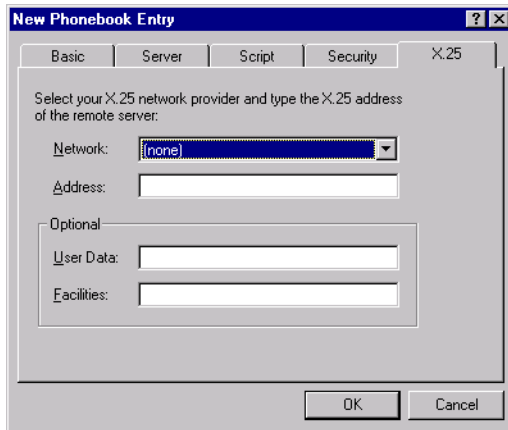 New Phonebook Entry
Basic Server Script Security X.25
Select your X.25 network provider and type the X.25 address
of the remote server:
Network: (none)
Address:
Optional
User Data:
Facilities:
OK Cancel